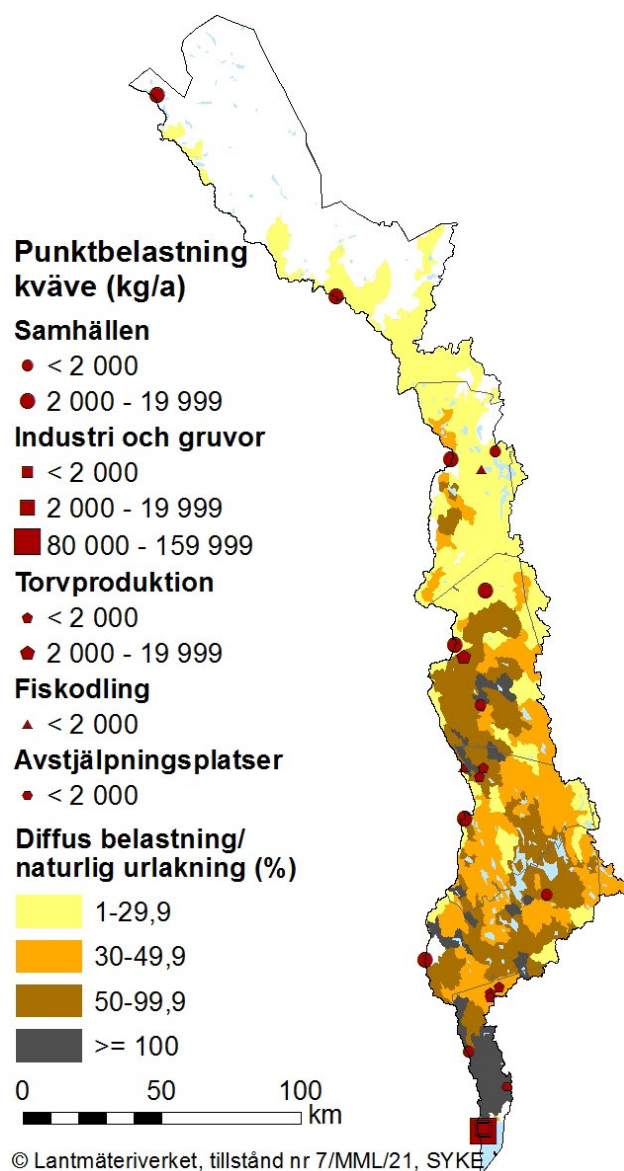 Punktbelastning
kväve (kg/a)
Samhällen
< 2 000
2 000 - 19 999
Industri och gruvor
< 2 000
2 000 - 19 999
80 000 - 159 999
Torvproduktion
< 2 000
2 000 - 19 999
Fiskodling
< 2 000
Avstjälpningsplatser
< 2 000
Diffus belastning/
naturlig urlakning (%)
1-29,9
30-49,9
50-99,9
>= 100
0 50 100
km
© Lantmäteriverket, tillstånd nr 7/MML/21, SYKE